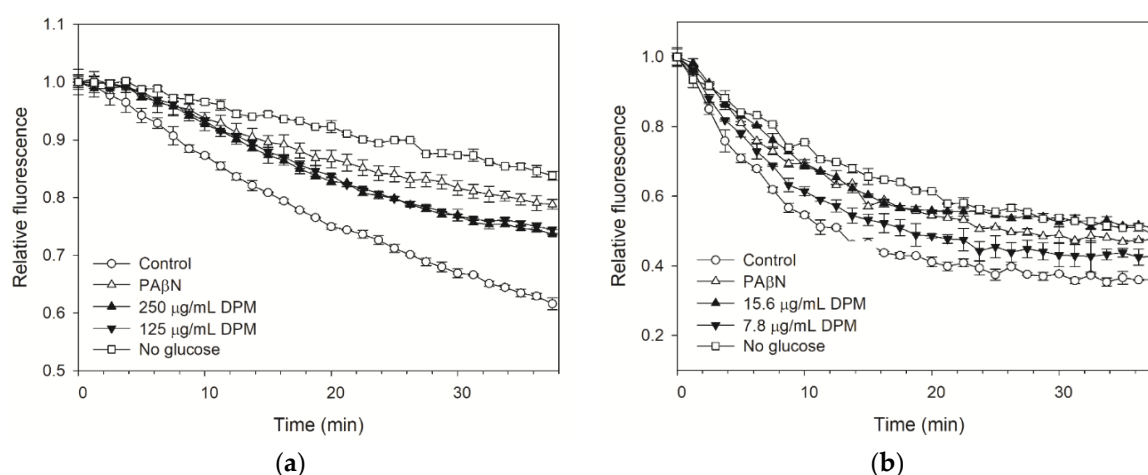 1.1
1.0
0.9
0.8
0.7
0.6
0.5
Relative fluorescence
Control
PAβN
250 μg/mL DPM
125 μg/mL DPM
No glucose
0 10 20 30
Time (min)
(a)
1.0
0.8
0.6
0.4
0.2
Relative fluorescence
Control
PAβN
15.6 μg/mL DPM
7.8 μg/mL DPM
No glucose
0 10 20 30
Time (min)
(b)